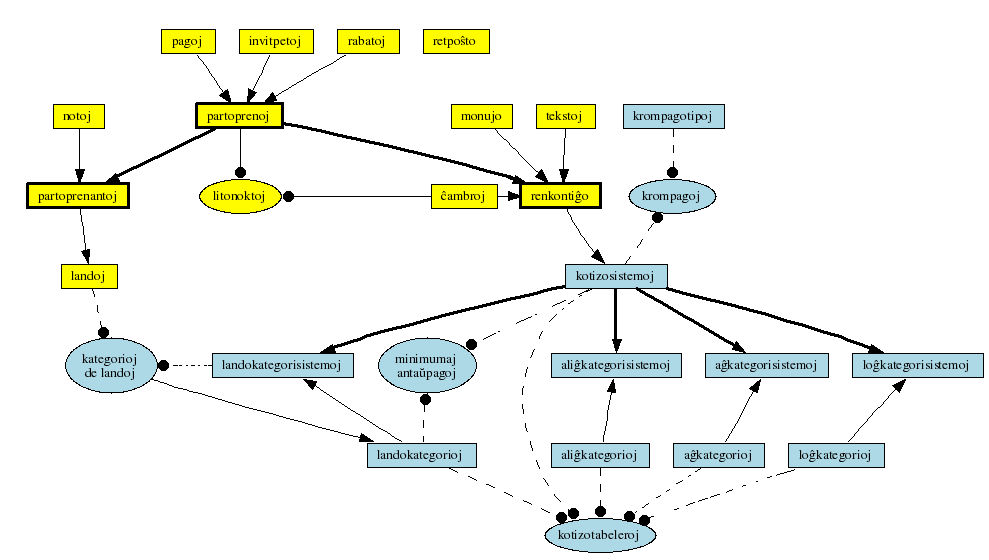 pagoj
invitpetoj
rabatoj
retpoŝto
notoj
partoprenoj
monujo
tekstoj
krompagotipoj
partoprenantoj
litonoktoj
ĉambroj
renkontiĝo
krompagoj
landoj
kotizosistemoj
kategorioj
de landoj
landokategorisistemoj
minimumaj
antaŭpagoj
aliĝkategorisistemoj
aĝkategorisistemoj
loĝkategorisistemoj
landokategorioj
aliĝkategorioj
aĝkategorioj
loĝkategorioj
kotizotabeleroj